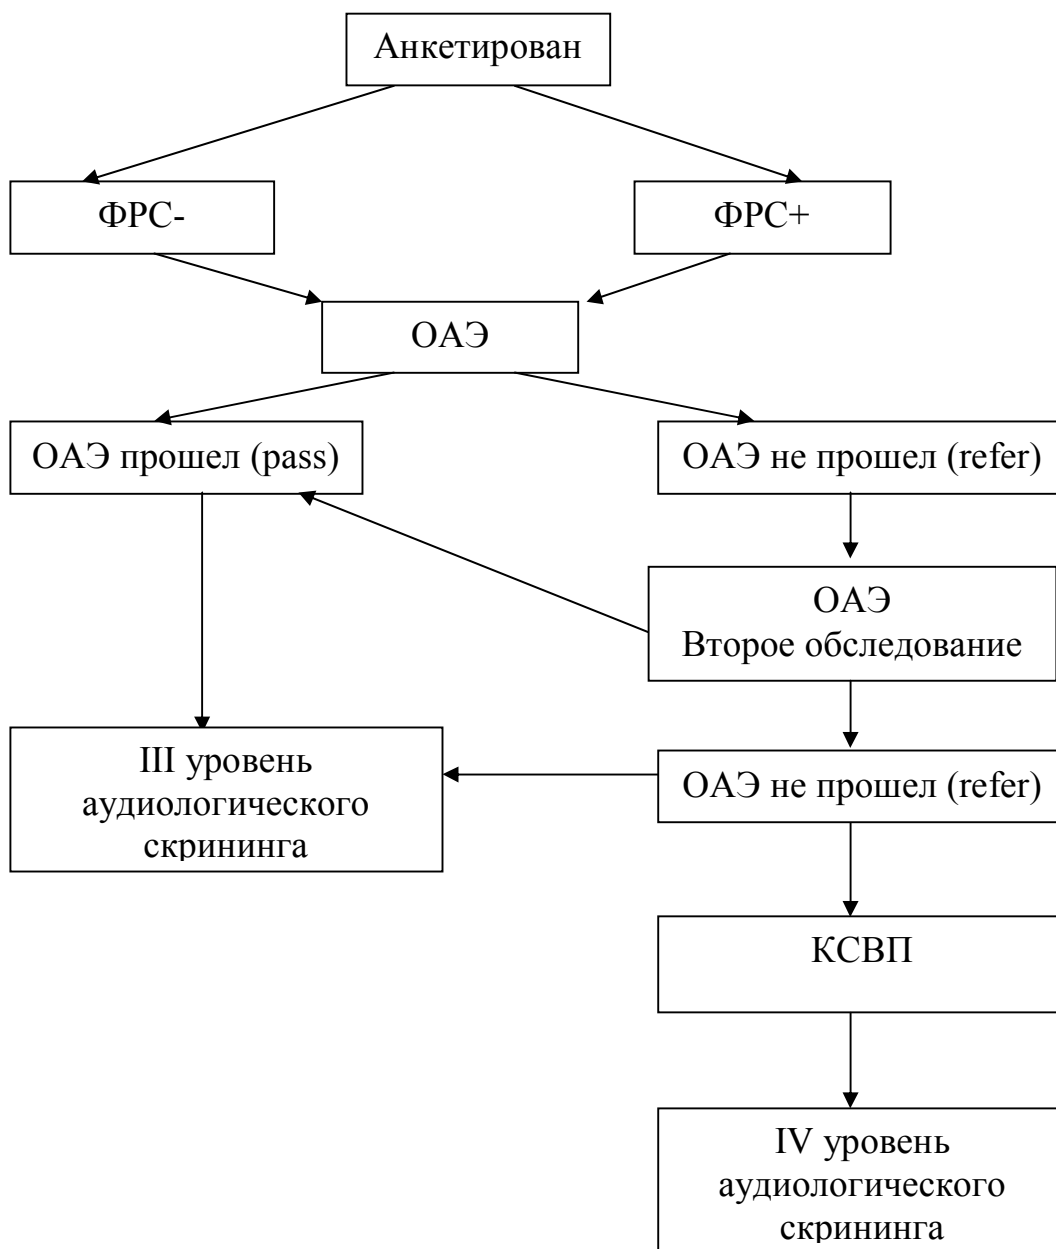 Анкетирован
ФРС-
ФРС+
ОАЭ
ОАЭ прошел (pass)
ОАЭ не прошел (refer)
ОАЭ
Второе обследование
III уровень
аудиологического
скрининга
ОАЭ не прошел (refer)
КСВП
IV уровень
аудиологического
скрининга